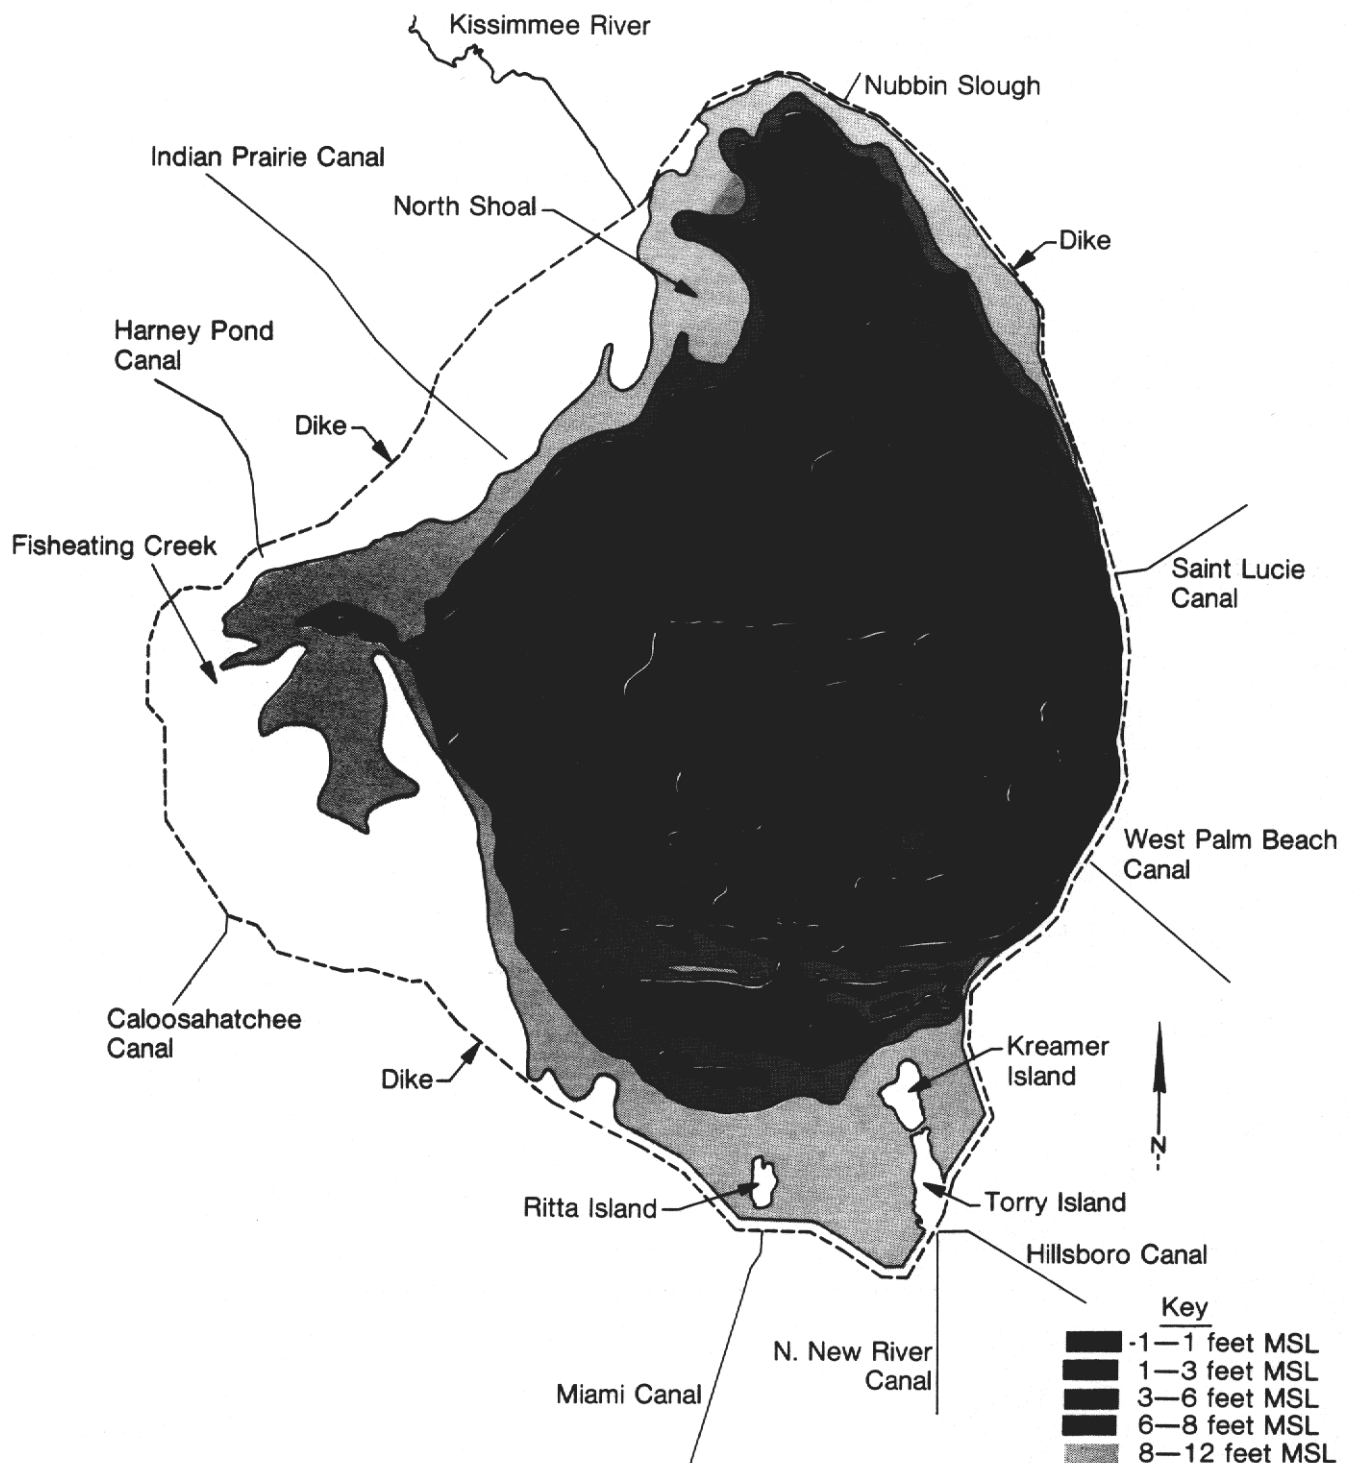 Kissimmee River
Nubbin Slough
Indian Prairie Canal
North Shoal
Dike
Harney Pond
Canal
Dike
Fisheating Creek
Saint Lucie
Canal
West Palm Beach
Canal
Caloosahatchee
Canal
Dike
Kreamer
Island
N
Ritta Island
Torry Island
Hillsboro Canal
N. New River
Canal
Miami Canal
Key
-1—1 feet MSL
1—3 feet MSL
3—6 feet MSL
6—8 feet MSL
8—12 feet MSL